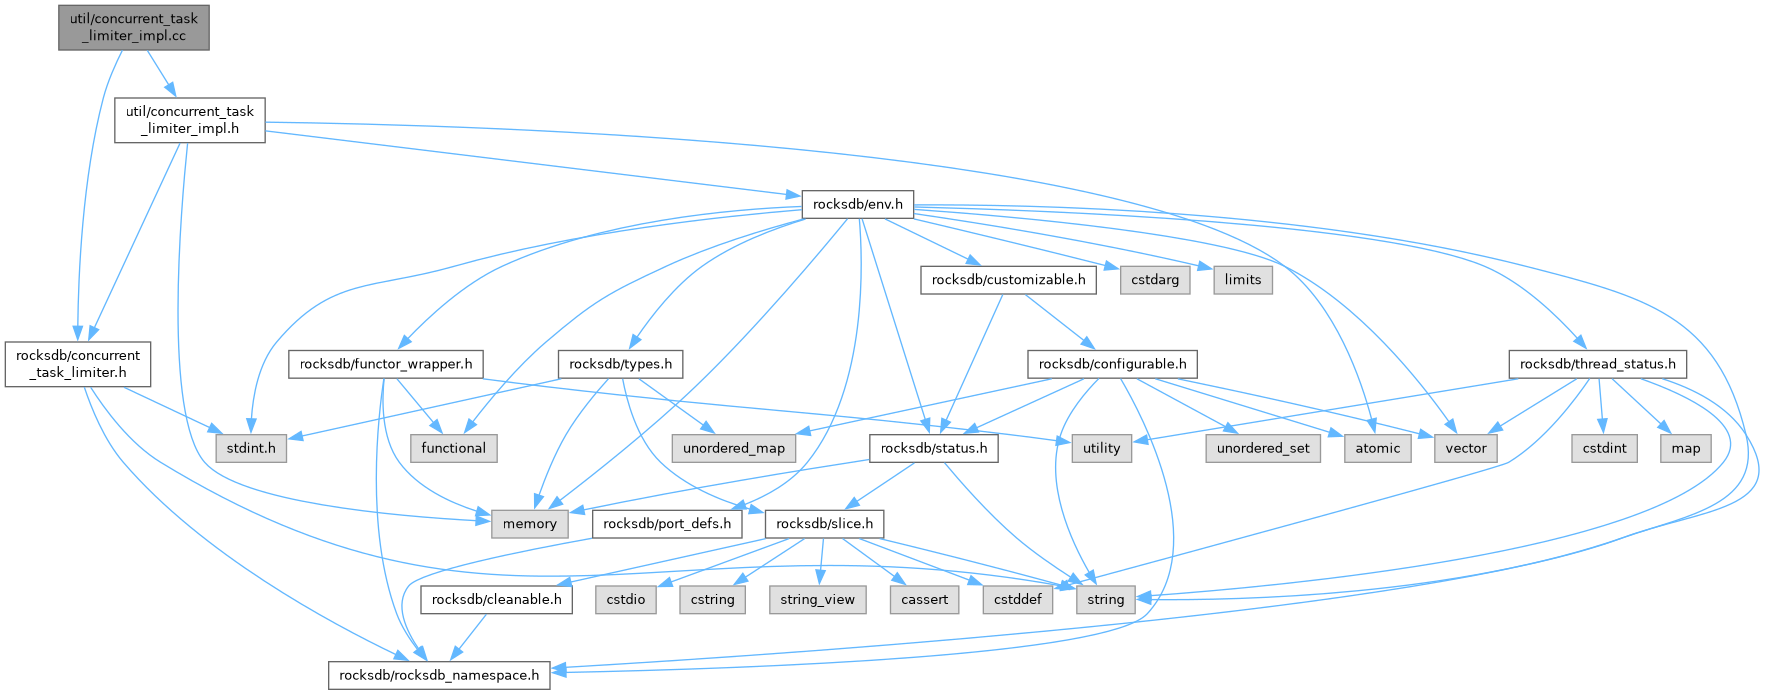 util/concurrent_task
_limiter_impl.cc
util/concurrent_task
_limiter_impl.h
rocksdb/env.h
rocksdb/customizable.h
cstdarg
limits
rocksdb/concurrent
_task_limiter.h
rocksdb/functor_wrapper.h
rocksdb/types.h
rocksdb/configurable.h
rocksdb/thread_status.h
stdint.h
functional
unordered_map
rocksdb/status.h
utility
unordered_set
atomic
vector
cstdint
map
memory
rocksdb/port_defs.h
rocksdb/slice.h
rocksdb/cleanable.h
cstdio
cstring
string_view
cassert
cstddef
string
rocksdb/rocksdb_namespace.h